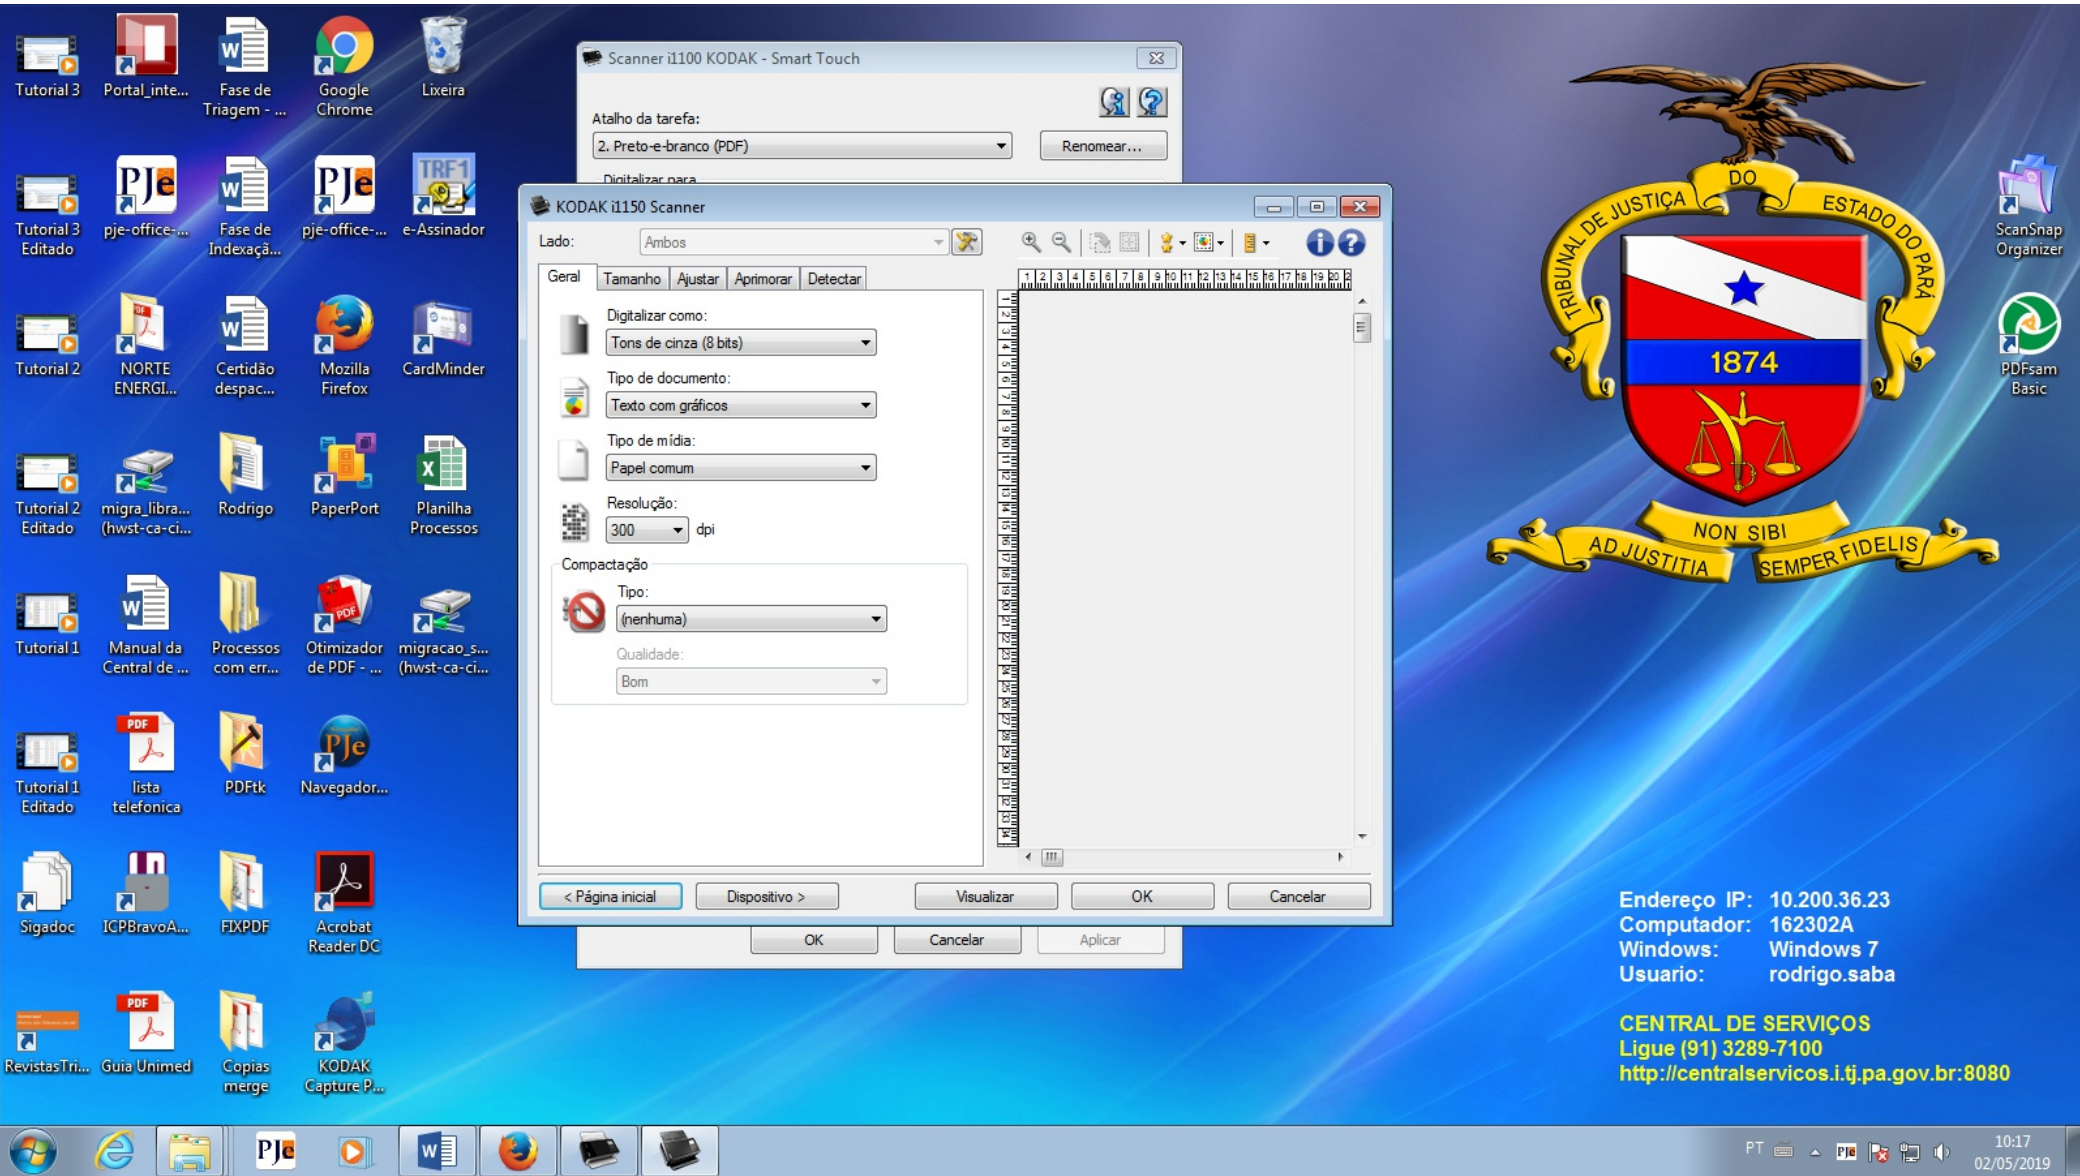 Tutorial 3
Portal_inte...
Fase de
Triagem - ...
Google
Chrome
Lixeira
Tutorial 3
Editado
pje-office-...
Fase de
Indexaçã...
pje-office-...
TRF1
e-Assinador
Tutorial 2
NORTE
ENERGI...
Certidão
despac...
Mozilla
Firefox
CardMinder
Tutorial 2
Editado
migra_libra...
(hwst-ca-ci...
Rodrigo
PaperPort
Planilha
Processos
Tutorial 1
Manual da
Central de ...
Processos
com err...
Otimizador
de PDF - ...
migracao_s...
(hwst-ca-ci...
Tutorial 1
Editado
lista
telefonica
PDFtk
Navegador...
Sigadoc
ICPBravoA...
FIXPDF
Acrobat
Reader DC
RevistasTri...
Guia Unimed
Copias
merge
KODAK
Capture P...
Scanner i1100 KODAK - Smart Touch
Atalho da tarefa:
2. Preto-e-branco (PDF)
Renomear...
Digitalizar para
KODAK i1150 Scanner
Lado:
Ambos
Geral
Tamanho
Ajustar
Aprimorar
Detectar
Digitalizar como:
Tons de cinza (8 bits)
Tipo de documento:
Texto com gráficos
Tipo de mídia:
Papel comum
Resolução:
300
dpi
Compactação
Tipo:
(nenhuma)
Qualidade:
Bom
< Página inicial
Dispositivo >
Visualizar
OK
Cancelar
OK
Cancelar
Aplicar
TRIBUNAL DE JUSTIÇA DO ESTADO DO PARÁ
1874
NON SIBI
AD JUSTITIA
SEMPER FIDELIS
ScanSnap
Organizer
PDFsam
Basic
Endereço IP: 10.200.36.23
Computador: 162302A
Windows: Windows 7
Usuario: rodrigo.saba
CENTRAL DE SERVIÇOS
Ligue (91) 3289-7100
http://centralservicos.i.tj.pa.gov.br:8080
PJe
PT
10:17
02/05/2019